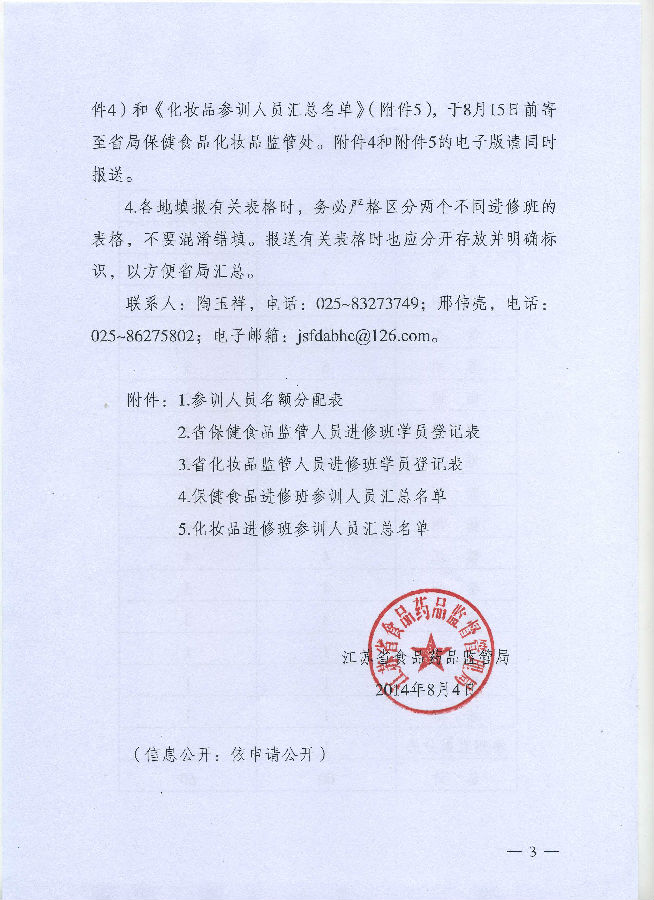 件4）和《化妆品参训人员汇总名单》（附件5），于8月15日前寄
至省局保健食品化妆品监管处。附件4和附件5的电子版请同时
报送。
4.各地填报有关表格时，务必严格区分两个不同进修班的
表格，不要混淆错填。报送有关表格时也应分开存放并明确标
识，以方便省局汇总。
联系人：陶玉祥，电话：025-83273749；邢伟亮，电话：
025-86275802；电子邮箱：jsfdabhc@126.com。
附件：1.参训人员名额分配表
2.省保健食品监管人员进修班学员登记表
3.省化妆品监管人员进修班学员登记表
4.保健食品进修班参训人员汇总名单
5.化妆品进修班参训人员汇总名单
江苏省食品药品监督管理局
江苏省食品药品监管局
2014年8月4日
（信息公开：依申请公开）
— 3 —